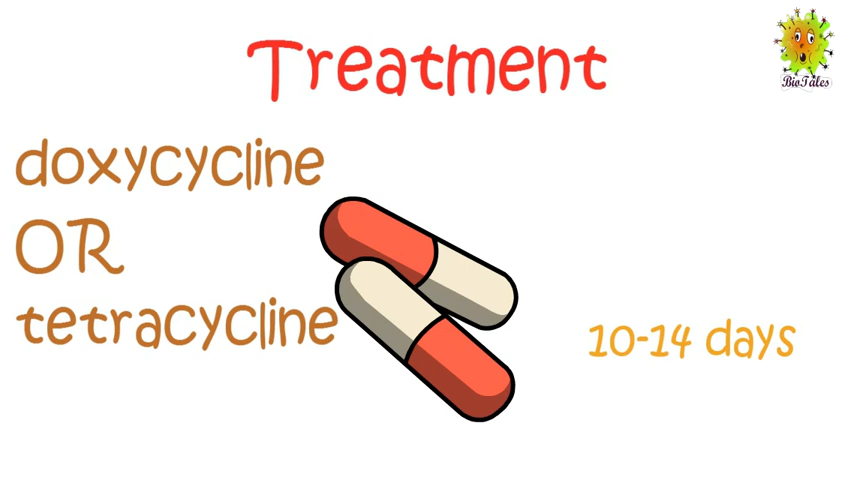 Treatment
BioTales
doxycycline
OR
tetracycline
10-14 days